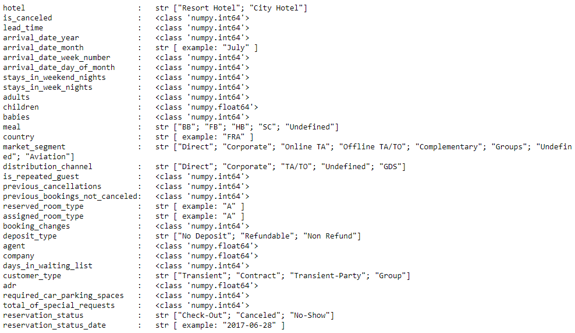 hotel : str ["Resort Hotel"; "City Hotel"]
is_canceled : <class 'numpy.int64'>
lead_time : <class 'numpy.int64'>
arrival_date_year : <class 'numpy.int64'>
arrival_date_month : str [ example: "July" ]
arrival_date_week_number : <class 'numpy.int64'>
arrival_date_day_of_month : <class 'numpy.int64'>
stays_in_weekend_nights : <class 'numpy.int64'>
stays_in_week_nights : <class 'numpy.int64'>
adults : <class 'numpy.int64'>
children : <class 'numpy.float64'>
babies : <class 'numpy.int64'>
meal : str ["BB"; "FB"; "HB"; "SC"; "Undefined"]
country : str [ example: "FRA" ]
market_segment : str ["Direct"; "Corporate"; "Online TA"; "Offline TA/TO"; "Complementary"; "Groups"; "Undefin
ed"; "Aviation"]
distribution_channel : str ["Direct"; "Corporate"; "TA/TO"; "Undefined"; "GDS"]
is_repeated_guest : <class 'numpy.int64'>
previous_cancellations : <class 'numpy.int64'>
previous_bookings_not_canceled: <class 'numpy.int64'>
reserved_room_type : str [ example: "A" ]
assigned_room_type : str [ example: "A" ]
booking_changes : <class 'numpy.int64'>
deposit_type : str ["No Deposit"; "Refundable"; "Non Refund"]
agent : <class 'numpy.float64'>
company : <class 'numpy.float64'>
days_in_waiting_list : <class 'numpy.int64'>
customer_type : str ["Transient"; "Contract"; "Transient-Party"; "Group"]
adr : <class 'numpy.float64'>
required_car_parking_spaces : <class 'numpy.int64'>
total_of_special_requests : <class 'numpy.int64'>
reservation_status : str ["Check-Out"; "Canceled"; "No-Show"]
reservation_status_date : str [ example: "2017-06-28" ]